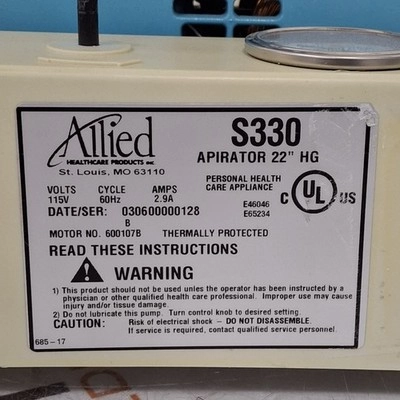 Allied
HEALTHCARE PRODUCTS INC.
St. Louis, MO 63110
S330
APIRATOR 22" HG
VOLTS CYCLE AMPS
115V 60Hz 2.9A
PERSONAL HEALTH
CARE APPLIANCE
E46046
E65234
C UL US
DATE/SER: 030600000128
B
MOTOR NO. 600107B THERMALLY PROTECTED
READ THESE INSTRUCTIONS
! WARNING
1) This product should not be used unles the operator has been instructed by a
physician or other qualified health care professional. Improper use may cause
injury and/or tissue damage.
2) Do not lubricate this pump. Turn control knob to desired setting.
CAUTION: Risk of electrical shock -- DO NOT DISASSEMBLE.
If service is required, contact qualified service personnel.
685 - 17